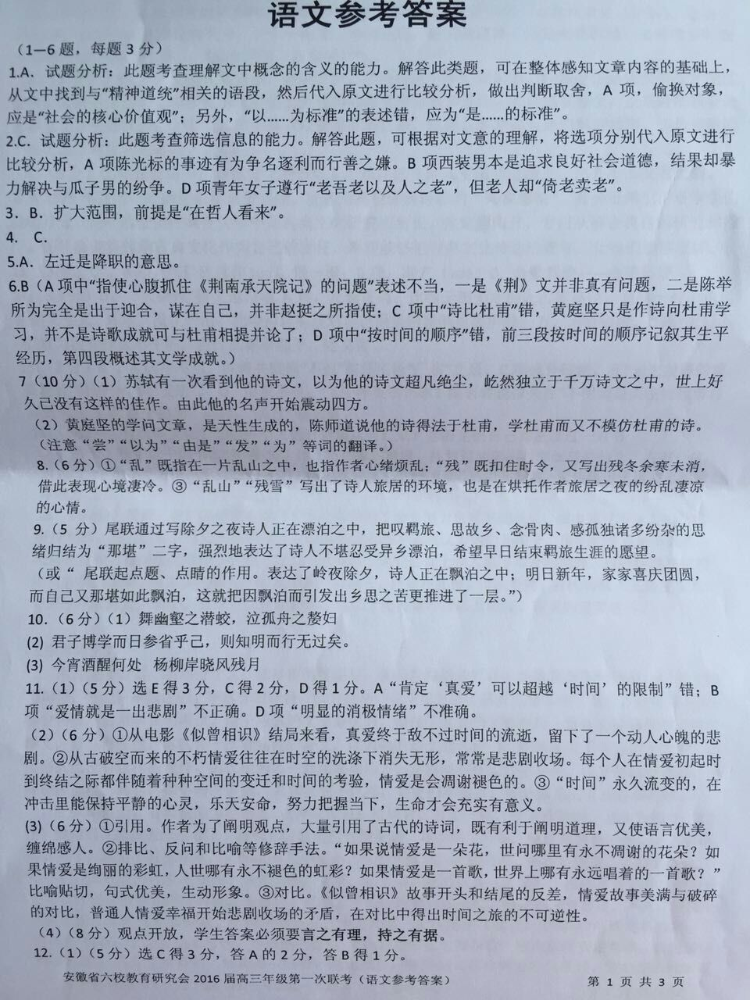 语文参考答案
（1—6 题，每题 3 分）
1.A．试题分析：此题考查理解文中概念的含义的能力。解答此类题，可在整体感知文章内容的基础上，
从文中找到与“精神道统”相关的语段，然后代入原文进行比较分析，做出判断取舍，A 项，偷换对象，
应是“社会的核心价值观”；另外，“以……为标准”的表述错，应为“是……的标准”。
2.C．试题分析：此题考查筛选信息的能力。解答此题，可根据对文意的理解，将选项分别代入原文进行
比较分析，A 项陈光标的事迹有为争名逐利而行善之嫌。B 项西装男本是追求良好社会道德，结果却暴
力解决与瓜子男的纷争。D 项青年女子遵行“老吾老以及人之老”，但老人却“倚老卖老”。
3．B．扩大范围，前提是“在哲人看来”。
4． C.
5.A．左迁是降职的意思。
6.B（A 项中“指使心腹抓住《荆南承天院记》的问题”表述不当，一是《荆》文并非真有问题，二是陈举
所为完全是出于迎合，谋在自己，并非赵挺之所指使；C 项中“诗比杜甫”错，黄庭坚只是作诗向杜甫学
习，并不是诗歌成就可与杜甫相提并论了；D 项中“按时间的顺序”错，前三段按时间的顺序记叙其生平
经历，第四段概述其文学成就。）
7（10 分）（1）苏轼有一次看到他的诗文，以为他的诗文超凡绝尘，屹然独立于千万诗文之中，世上好
久已没有这样的佳作。由此他的名声开始震动四方。
（2）黄庭坚的学问文章，是天性生成的，陈师道说他的诗得法于杜甫，学杜甫而又不模仿杜甫的诗。
（注意“尝”“以为”“由是”“发”“为”等词的翻译。）
8.（6 分）①“乱”既指在一片乱山之中，也指作者心绪烦乱；“残”既扣住时令，又写出残冬余寒未消，
借此表现心境凄冷。③“乱山”“残雪”写出了诗人旅居的环境，也是在烘托作者旅居之夜的纷乱凄凉
的心情。
9.（5 分）尾联通过写除夕之夜诗人正在漂泊之中，把叹羁旅、思故乡、念骨肉、感孤独诸多纷杂的思
绪归结为“那堪”二字，强烈地表达了诗人不堪忍受异乡漂泊，希望早日结束羁旅生涯的愿望。
（或“ 尾联起点题、点睛的作用。表达了岭夜除夕，诗人正在飘泊之中；明日新年，家家喜庆团圆，
而自己又那堪如此飘泊，这就把因飘泊而引发出乡思之苦更推进了一层。”）
10.（6 分）（1）舞幽壑之潜蛟，泣孤舟之嫠妇
(2) 君子博学而日参省乎己，则知明而行无过矣。
(3) 今宵酒醒何处 杨柳岸晓风残月
11.（1）（5 分）选 E 得 3 分，C 得 2 分，D 得 1 分。A“肯定‘真爱’可以超越‘时间’的限制”错；B
项“爱情就是一出悲剧”不正确。D 项“明显的消极情绪”不准确。
（2）（6 分）①从电影《似曾相识》结局来看，真爱终于敌不过时间的流逝，留下了一个动人心魄的悲
剧。②从古破空而来的不朽情爱往往在时空的洗涤下消失无形，常常是悲剧收场。每个人在情爱初起时
到终结之际都伴随着种种空间的变迁和时间的考验，情爱是会凋谢褪色的。③“时间”永久流变的，在
冲击里能保持平静的心灵，乐天安命，努力把握当下，生命才会充实有意义。
(3)（6 分）①引用。作者为了阐明观点，大量引用了古代的诗词，既有利于阐明道理，又使语言优美，
缠绵感人。②排比、反问和比喻等修辞手法。“如果说情爱是一朵花，世间哪里有永不凋谢的花朵？如
果情爱是绚丽的彩虹，人世哪有永不褪色的虹彩？如果情爱是一首歌，世界上哪有永远唱着的一首歌？”
比喻贴切，句式优美，生动形象。③对比。《似曾相识》故事开头和结尾的反差，情爱故事美满与破碎
的对比，普通人情爱幸福开始悲剧收场的矛盾，在对比中得出时间之旅的不可逆性。
（4）（8 分）观点开放，学生答案必须要言之有理，持之有据。
12.（1）（5 分）选 C 得 3 分，答 A 的 2 分，答 B 得 1 分。
安徽省六校教育研究会 2016 届高三年级第一次联考（语文参考答案） 第 1 页 共 3 页